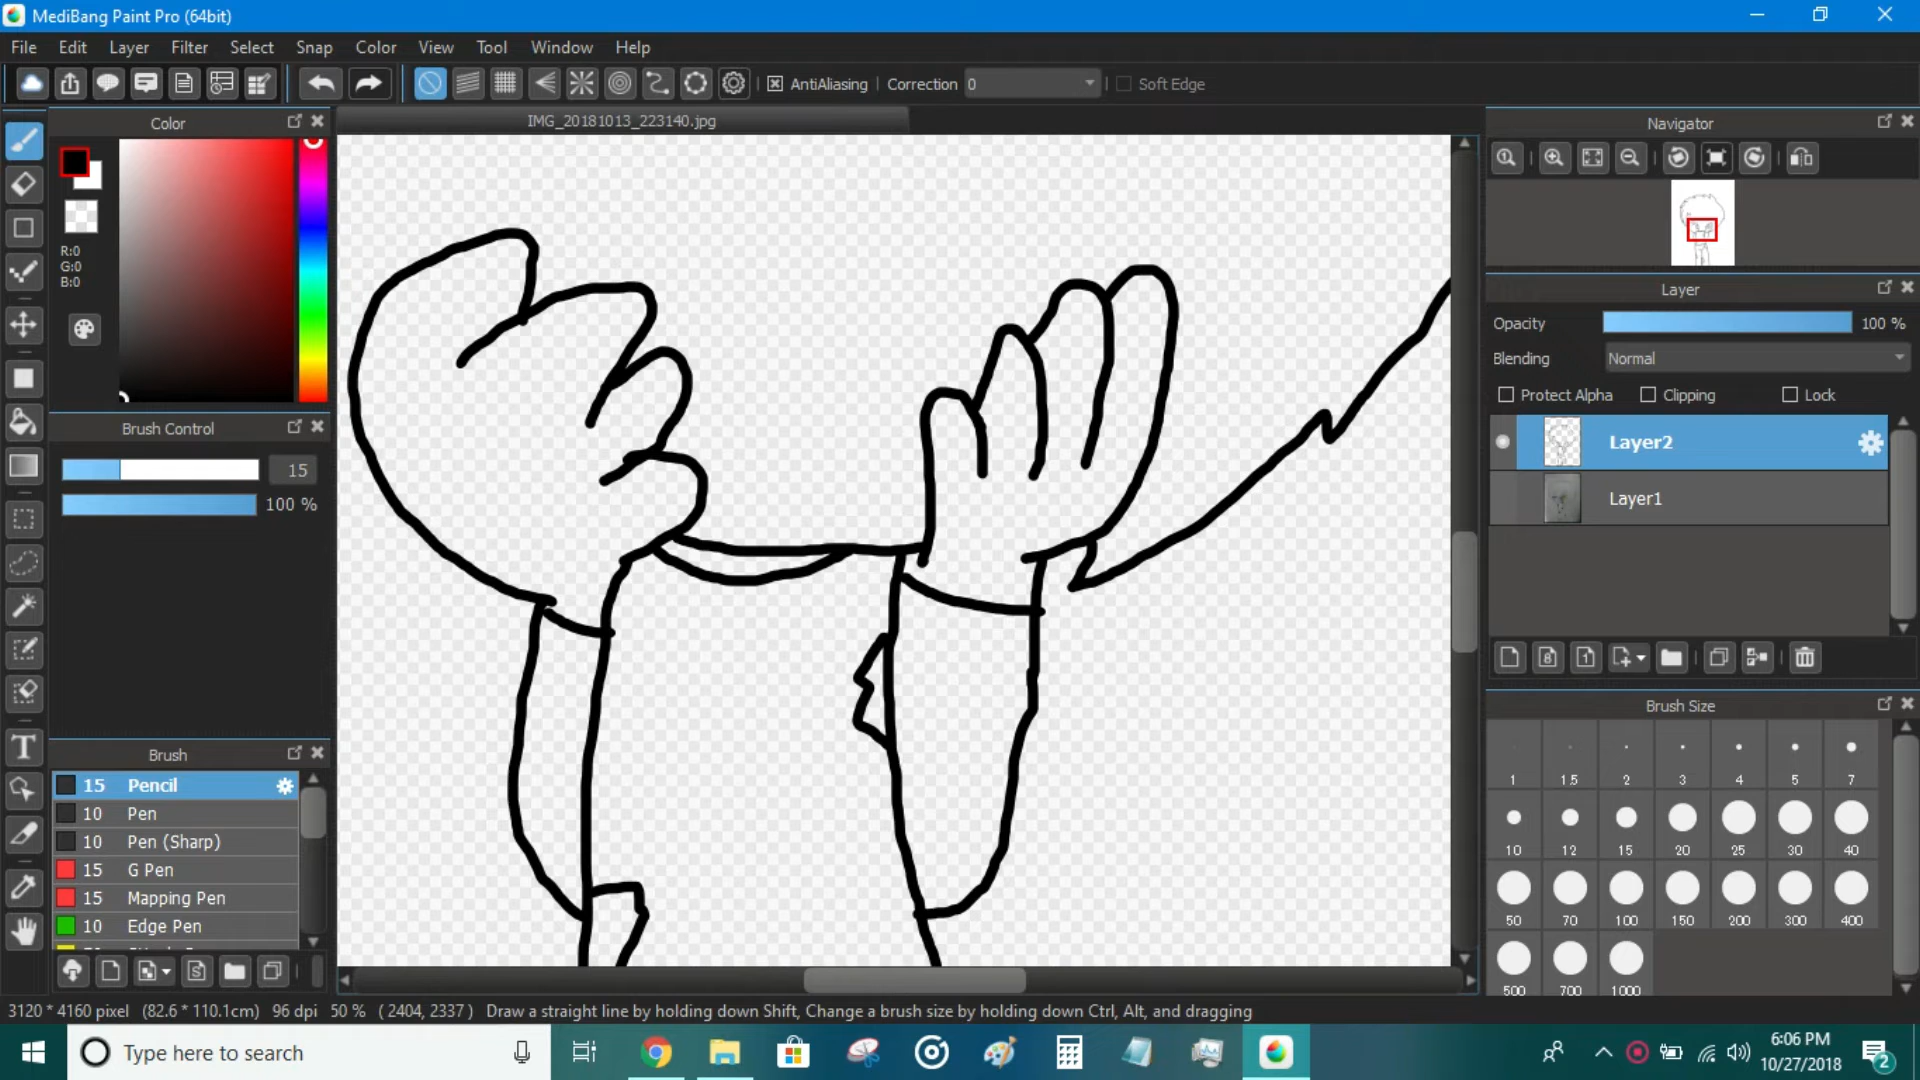 MediBang Paint Pro (64bit)
File Edit Layer Filter Select Snap Color View Tool Window Help
AntiAliasing Correction 0 Soft Edge
Color
R:0
G:0
B:0
Brush Control
15
100 %
Brush
15 Pencil
10 Pen
10 Pen (Sharp)
15 G Pen
15 Mapping Pen
10 Edge Pen
IMG_20181013_223140.jpg
Navigator
Layer
Opacity 100 %
Blending Normal
Protect Alpha Clipping Lock
Layer2
Layer1
Brush Size
1 1.5 2 3 4 5 7
10 12 15 20 25 30 40
50 70 100 150 200 300 400
500 700 1000
3120 * 4160 pixel (82.6 * 110.1cm) 96 dpi 50 % ( 2404, 2337 ) Draw a straight line by holding down Shift, Change a brush size by holding down Ctrl, Alt, and dragging
Type here to search
6:06 PM
10/27/2018
2